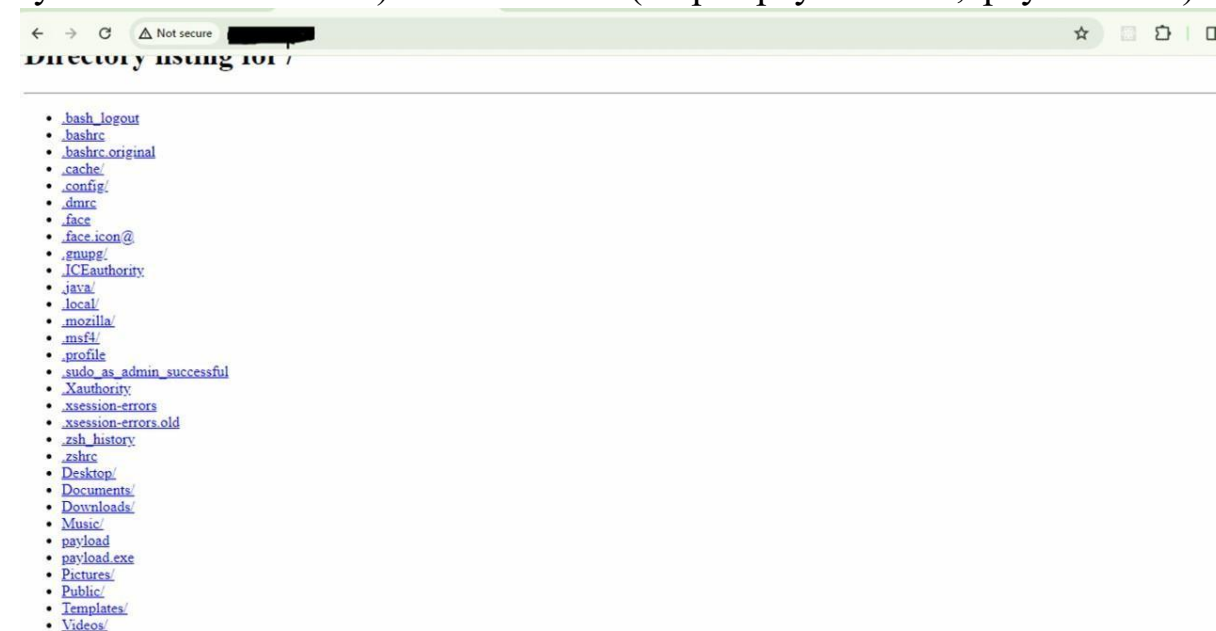 Not secure
Directory listing for /
.bash_logout
.bashrc
.bashrc.original
.cache/
.config/
.dmrc
.face
.face.icon@
.gnupg/
.ICEauthority
.java/
.local/
.mozilla/
.msf4/
.profile
.sudo_as_admin_successful
.Xauthority
.xsession-errors
.xsession-errors.old
.zsh_history
.zshrc
Desktop/
Documents/
Downloads/
Music/
payload
payload.exe
Pictures/
Public/
Templates/
Videos/